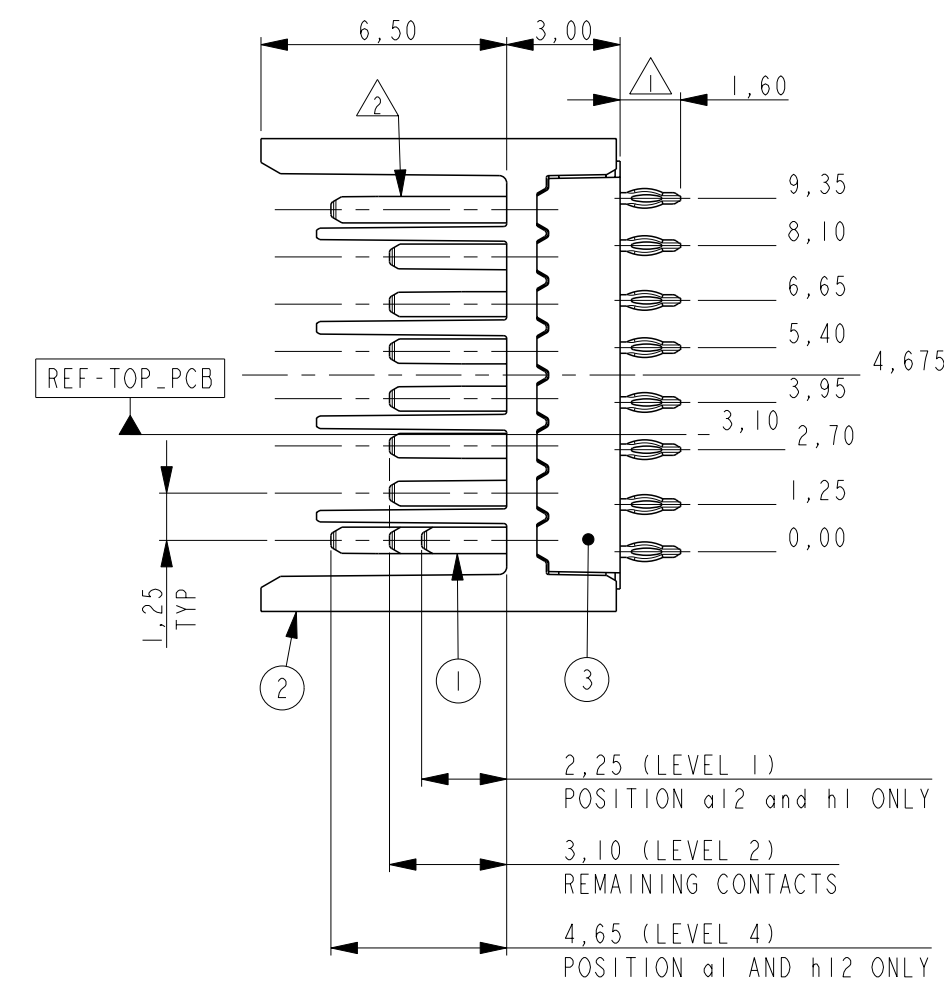 6,50
3,00
1
1,60
2
9,35
8,10
6,65
5,40
4,675
REF-TOP_PCB
3,95
3,10
2,70
1,25
0,00
1,25
TYP
2
1
3
2,25 (LEVEL 1)
POSITION a12 and h1 ONLY
3,10 (LEVEL 2)
REMAINING CONTACTS
4,65 (LEVEL 4)
POSITION a1 AND h12 ONLY